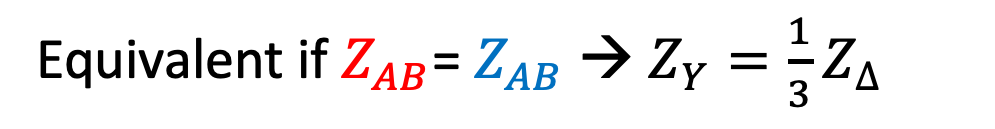 Equivalent if Z_AB = Z_AB → Z_Y = 1/3 Z_Δ